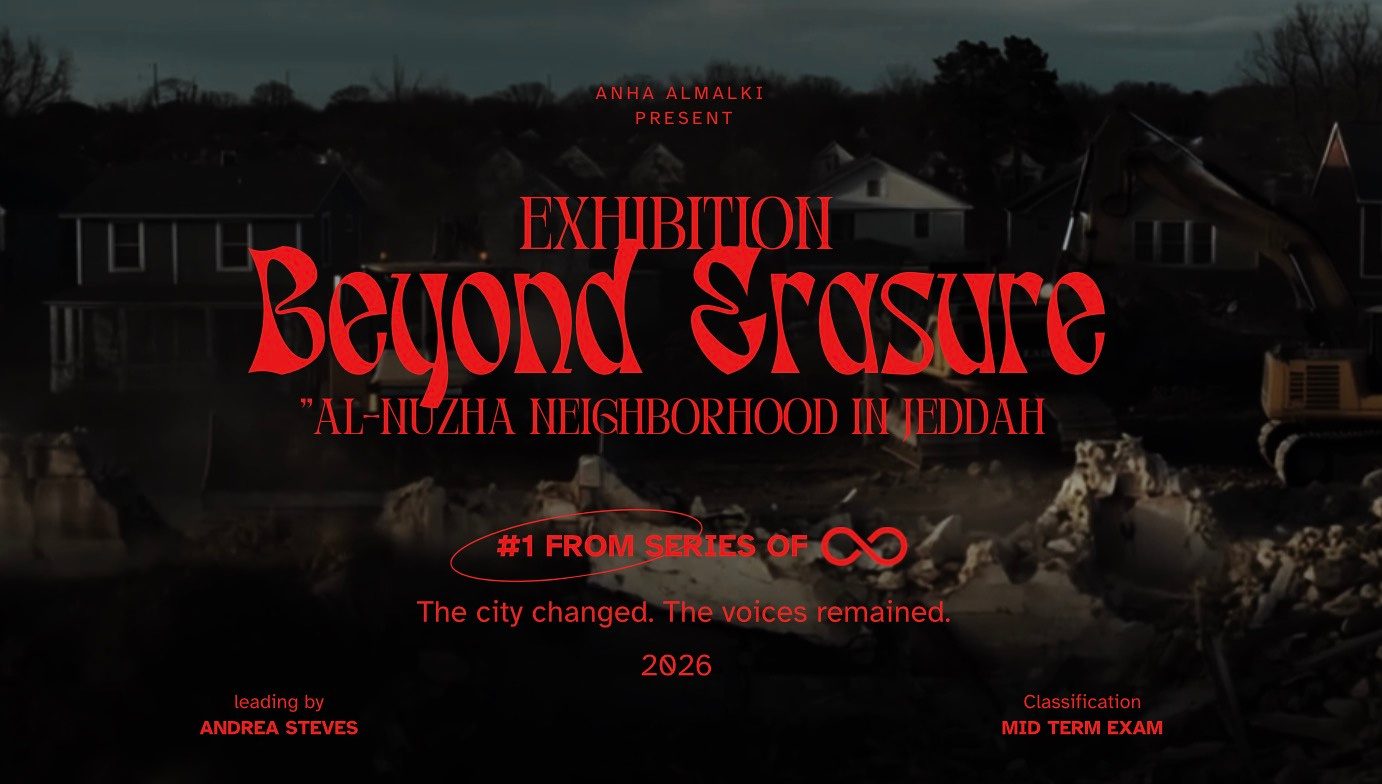 ANHA ALMALKI
PRESENT
EXHIBITION
Beyond Erasure
"AL-NUZHA NEIGHBORHOOD IN JEDDAH
#1 FROM SERIES OF ∞
The city changed. The voices remained.
2026
leading by
ANDREA STEVES
Classification
MID TERM EXAM